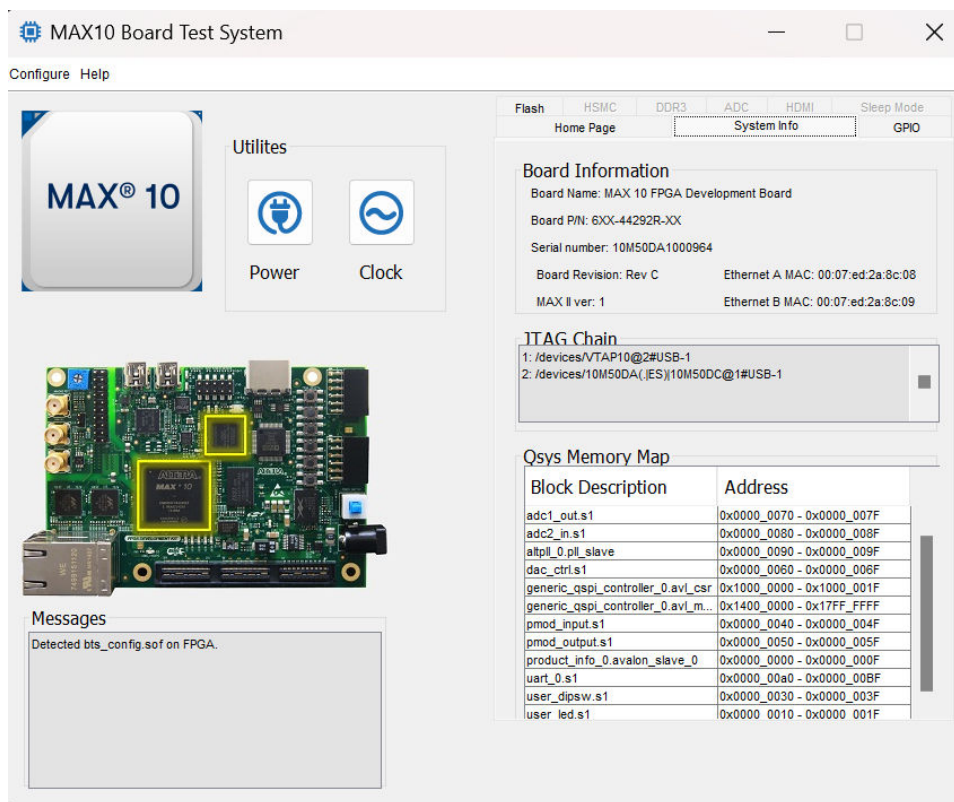 MAX10 Board Test System
Configure Help
MAX® 10
Utilites
Power Clock
Flash HSMC DDR3 ADC HDMI Sleep Mode
Home Page System Info GPIO
Board Information
Board Name: MAX 10 FPGA Development Board
Board P/N: 6XX-44292R-XX
Serial number: 10M50DA1000964
Board Revision: Rev C Ethernet A MAC: 00:07:ed:2a:8c:08
MAX II ver: 1 Ethernet B MAC: 00:07:ed:2a:8c:09
JTAG Chain
1: /devices/VTAP10@2#USB-1
2: /devices/10M50DA(.|ES)|10M50DC@1#USB-1
Qsys Memory Map
Block Description Address
adc1_out.s1 0x0000_0070 - 0x0000_007F
adc2_in.s1 0x0000_0080 - 0x0000_008F
altpll_0.pll_slave 0x0000_0090 - 0x0000_009F
dac_ctrl.s1 0x0000_0060 - 0x0000_006F
generic_qspi_controller_0.avl_csr 0x1000_0000 - 0x1000_001F
generic_qspi_controller_0.avl_m... 0x1400_0000 - 0x17FF_FFFF
pmod_input.s1 0x0000_0040 - 0x0000_004F
pmod_output.s1 0x0000_0050 - 0x0000_005F
product_info_0.avalon_slave_0 0x0000_0000 - 0x0000_000F
uart_0.s1 0x0000_00a0 - 0x0000_00BF
user_dipsw.s1 0x0000_0030 - 0x0000_003F
user_led.s1 0x0000_0010 - 0x0000_001F
ALTERA
MAX® 10
WE
7499151120
Messages
Detected bts_config.sof on FPGA.